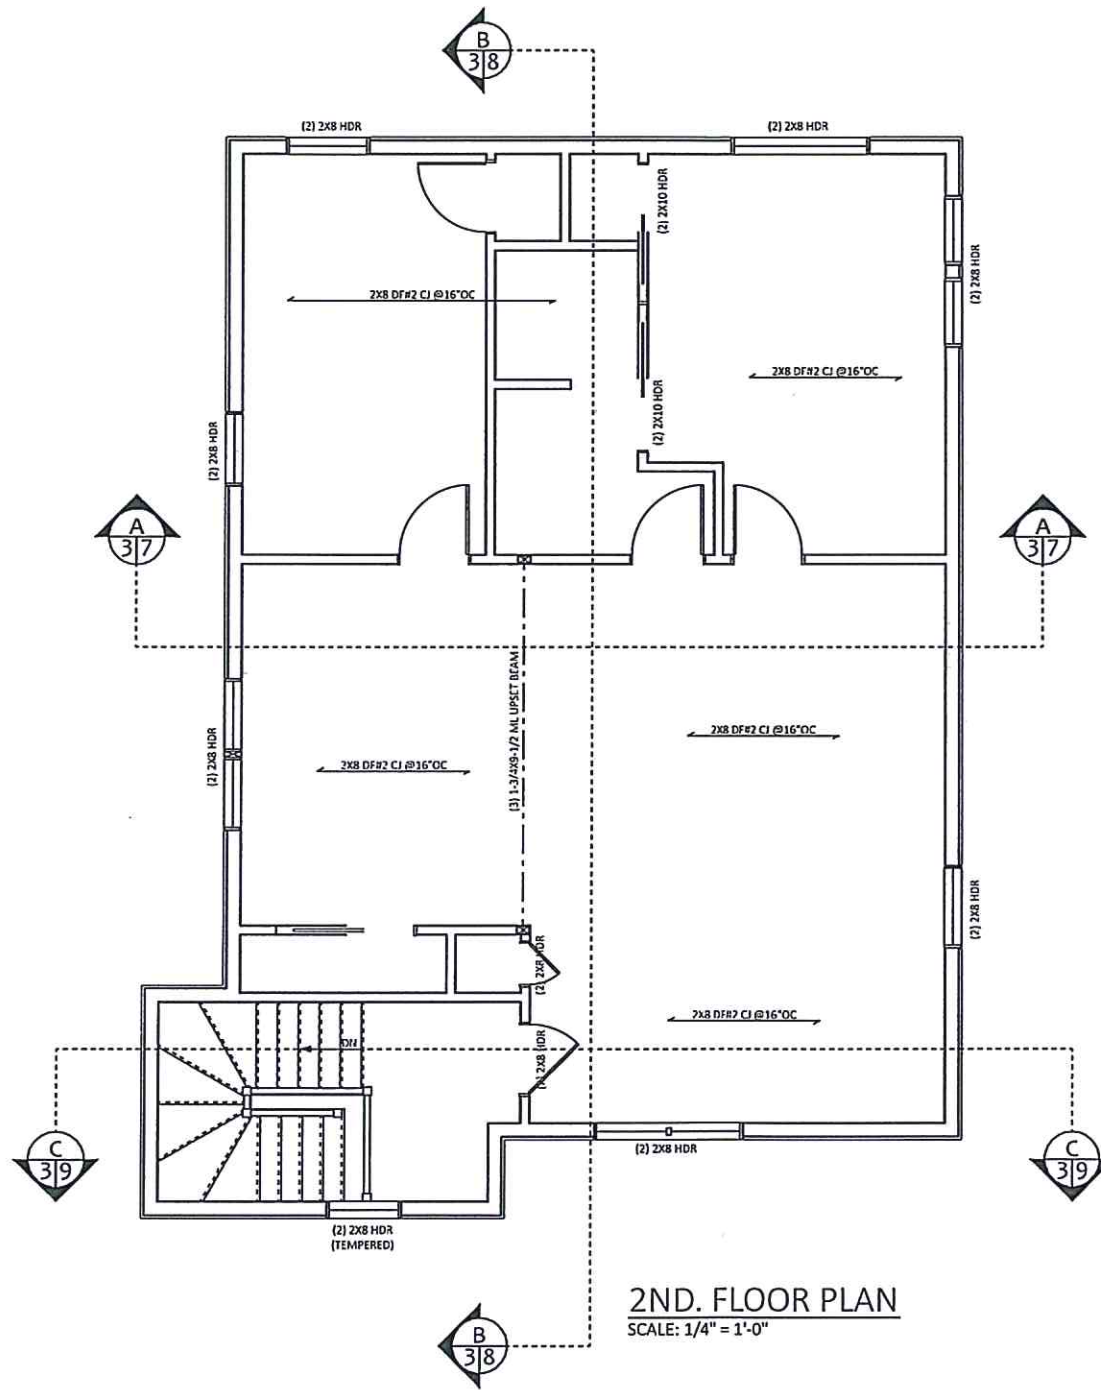 B
3 8
(2) 2X8 HDR
(2) 2X8 HDR
(2) 2X10 HDR
(2) 2X8 HDR
2X8 DF#2 CJ @16"OC
2X8 DF#2 CJ @16"OC
(2) 2X10 HDR
(2) 2X8 HDR
A
3 7
A
3 7
(3) 1-3/4X9-1/2 ML UPSET BEAM
2X8 DF#2 CJ @16"OC
(2) 2X8 HDR
2X8 DF#2 CJ @16"OC
(2) 2X8 HDR
(2) 2X8 HDR
2X8 DF#2 CJ @16"OC
DN
(2) 2X8 HDR
C
3 9
C
3 9
(2) 2X8 HDR
(2) 2X8 HDR
(TEMPERED)
2ND. FLOOR PLAN
SCALE: 1/4" = 1'-0"
B
3 8